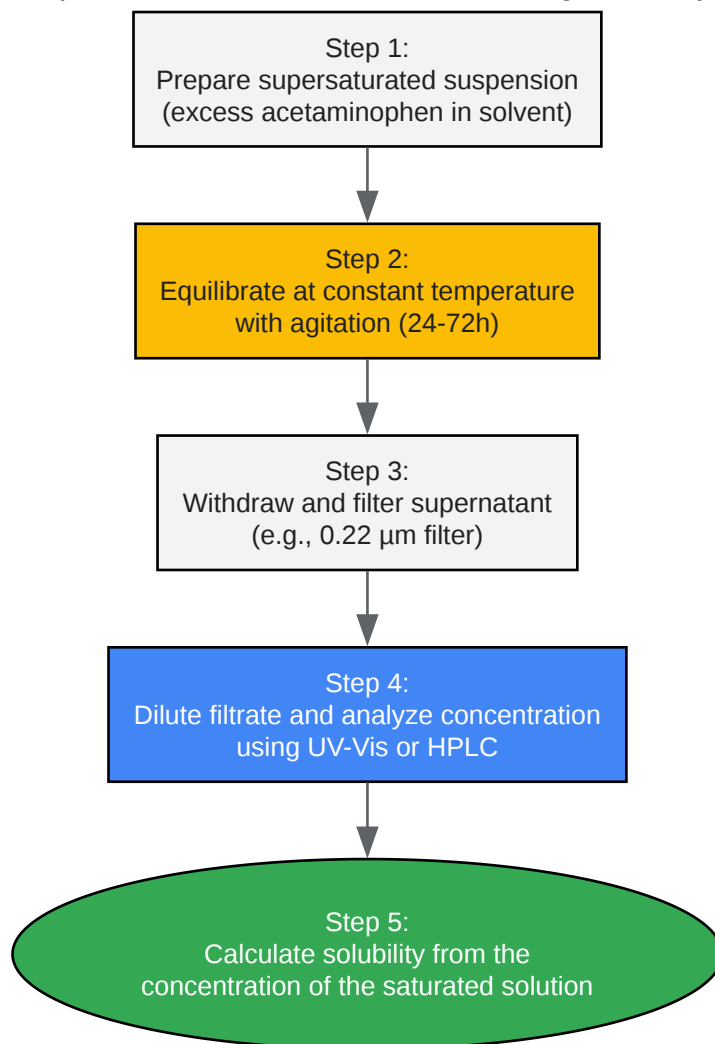 Step 1:
Prepare supersaturated suspension
(excess acetaminophen in solvent)
Step 2:
Equilibrate at constant temperature
with agitation (24-72h)
Step 3:
Withdraw and filter supernatant
(e.g., 0.22 µm filter)
Step 4:
Dilute filtrate and analyze concentration
using UV-Vis or HPLC
Step 5:
Calculate solubility from the
concentration of the saturated solution